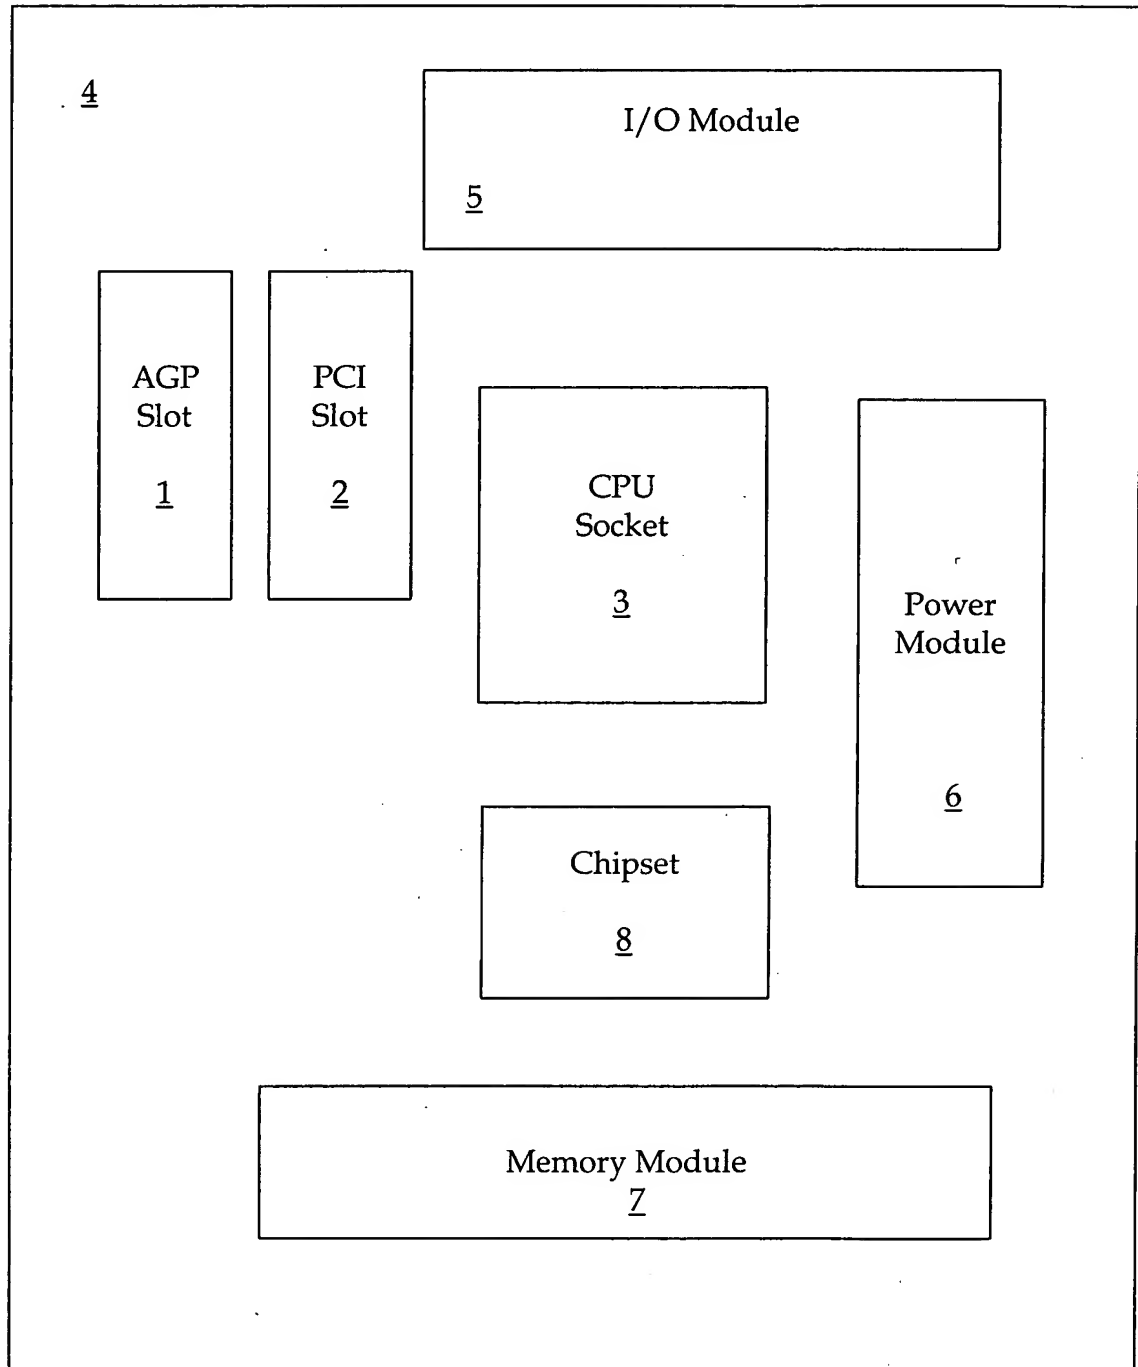 4
I/O Module
5
AGP
Slot
1
PCI
Slot
2
CPU
Socket
3
Power
Module
6
Chipset
8
Memory Module
7